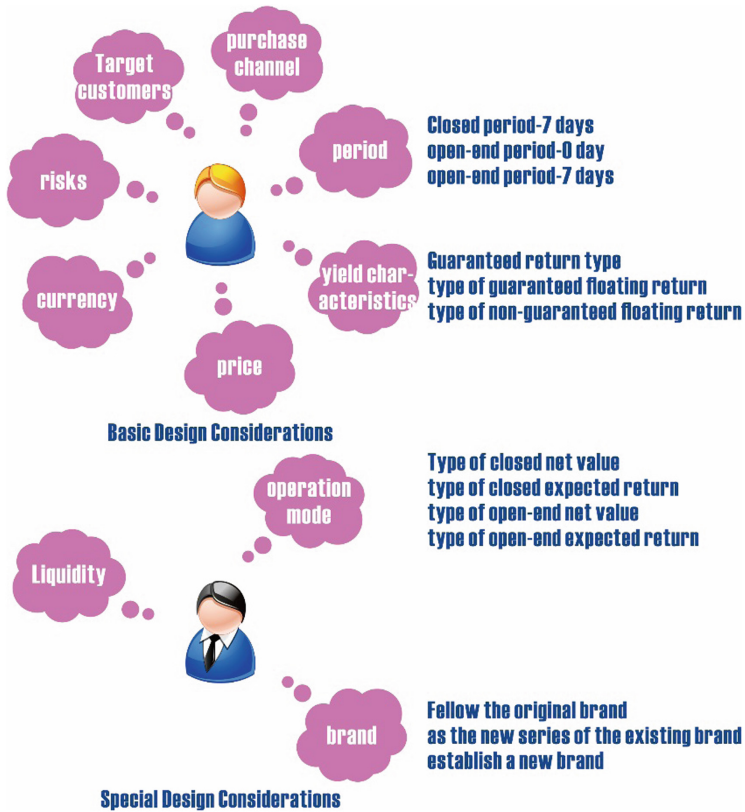 purchase
channel
Target
customers
period
Closed period-7 days
open-end period-0 day
open-end period-7 days
risks
yield char-
acteristics
Guaranteed return type
type of guaranteed floating return
type of non-guaranteed floating return
currency
price
Basic Design Considerations
operation
mode
Type of closed net value
type of closed expected return
type of open-end net value
type of open-end expected return
Liquidity
brand
Fellow the original brand
as the new series of the existing brand
establish a new brand
Special Design Considerations